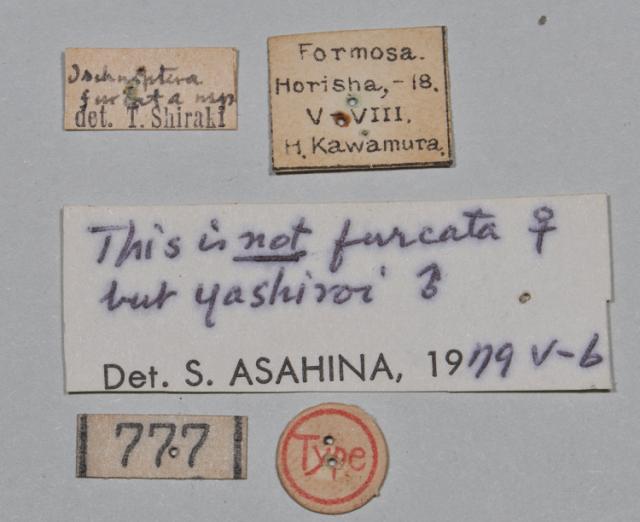 Ischnoptera
furcata nsp
det. T. Shiraki
Formosa.
Horisha,-18.
V-VIII.
H. Kawamura.
This is not furcata ♀
but yashiroi ♂
Det. S. ASAHINA, 1979 V-6
777
Type